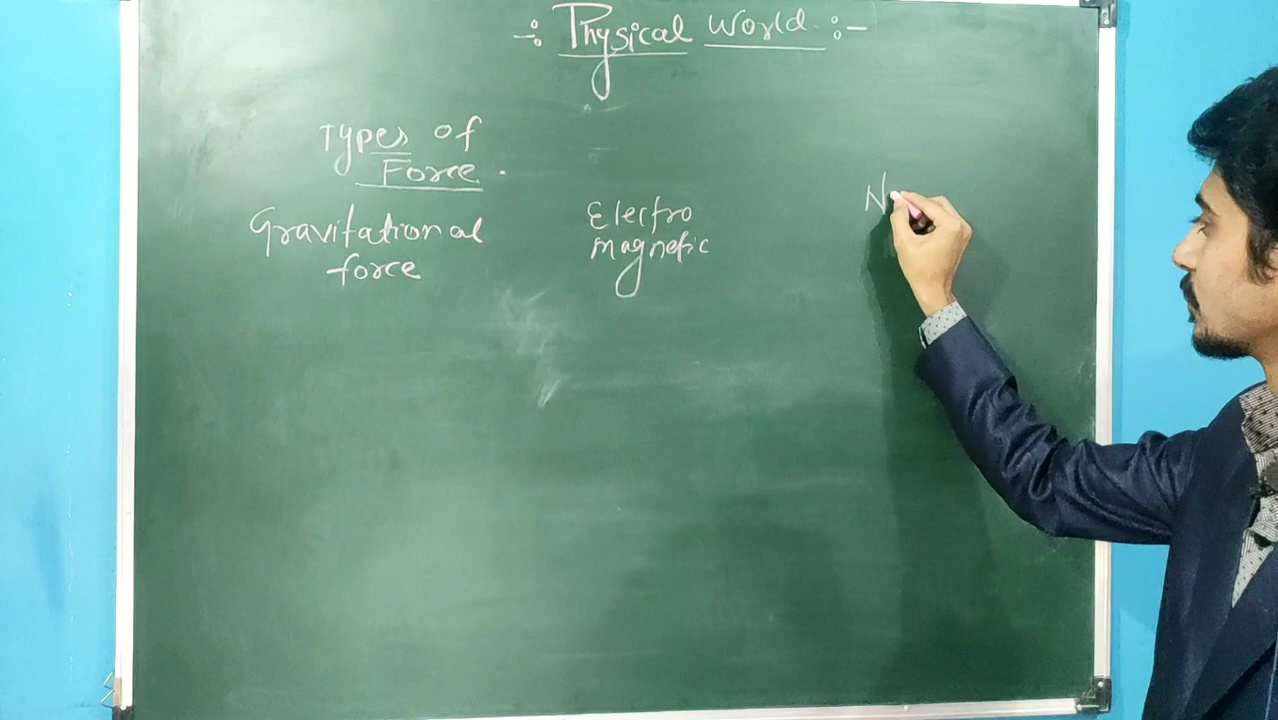 -:- Physical World :-
Types of
Force.
Gravitational
force
Electro
magnetic
N